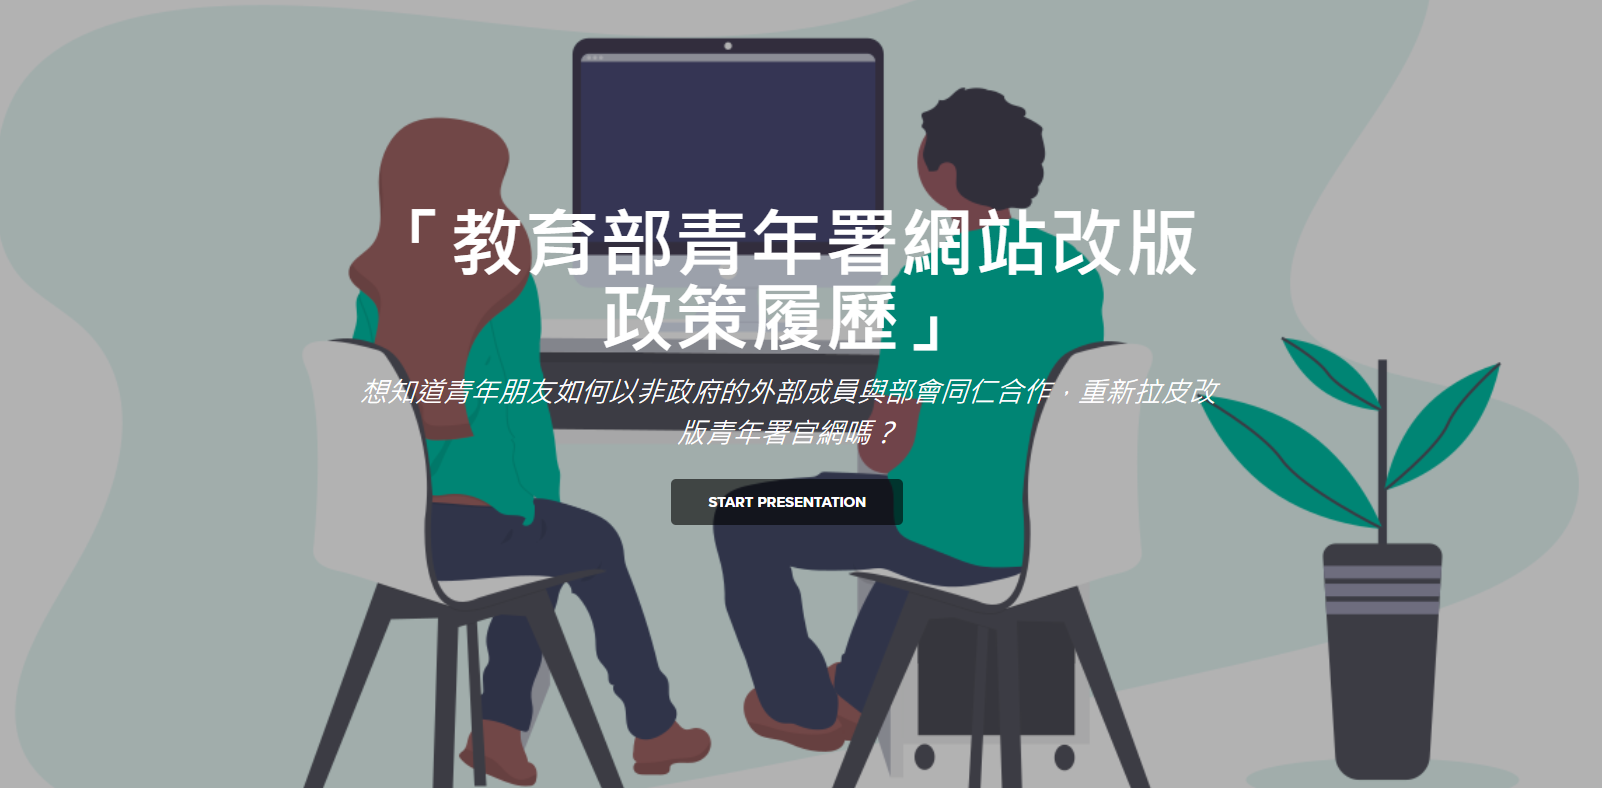 「教育部青年署網站改版
政策履歷」
想知道青年朋友如何以非政府的外部成員與部會同仁合作，重新拉皮改
版青年署官網嗎？
START PRESENTATION